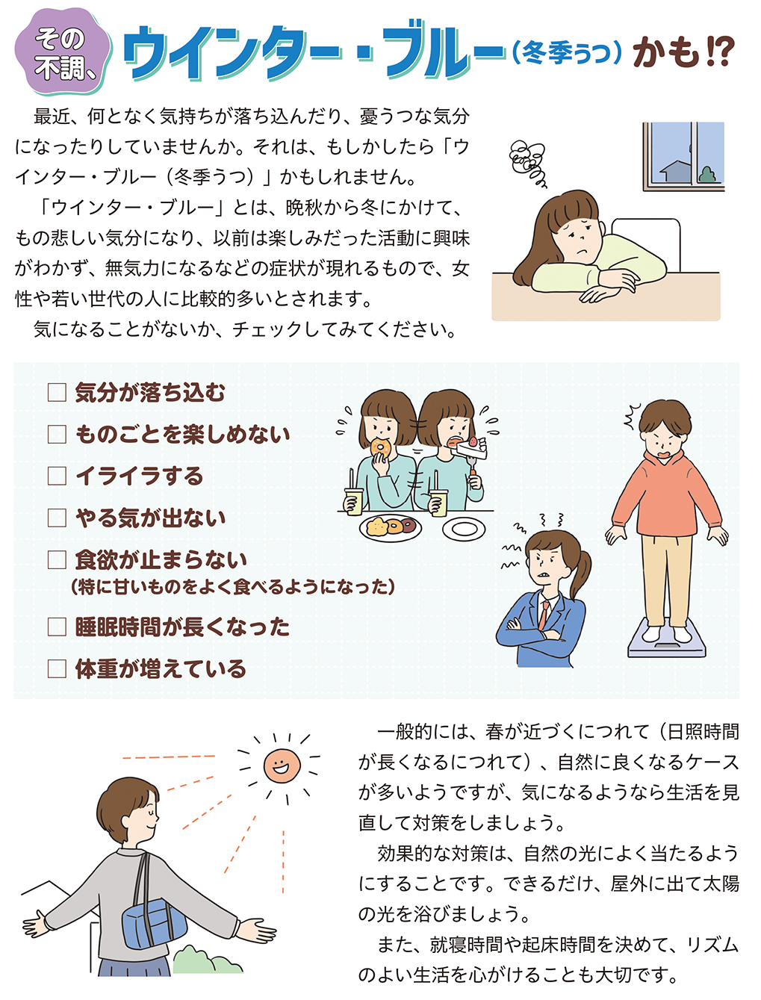 その
不調、
ウインター・ブルー（冬季うつ）かも!?
最近、何となく気持ちが落ち込んだり、憂うつな気分
になったりしていませんか。それは、もしかしたら「ウ
インター・ブルー（冬季うつ）」かもしれません。
「ウインター・ブルー」とは、晩秋から冬にかけて、
もの悲しい気分になり、以前は楽しみだった活動に興味
がわかず、無気力になるなどの症状が現れるもので、女
性や若い世代の人に比較的多いとされます。
気になることがないか、チェックしてみてください。
□ 気分が落ち込む
□ ものごとを楽しめない
□ イライラする
□ やる気が出ない
□ 食欲が止まらない
（特に甘いものをよく食べるようになった）
□ 睡眠時間が長くなった
□ 体重が増えている
一般的には、春が近づくにつれて（日照時間
が長くなるにつれて）、自然に良くなるケース
が多いようですが、気になるようなら生活を見
直して対策をしましょう。
効果的な対策は、自然の光によく当たるよう
にすることです。できるだけ、屋外に出て太陽
の光を浴びましょう。
また、就寝時間や起床時間を決めて、リズム
のよい生活を心がけることも大切です。